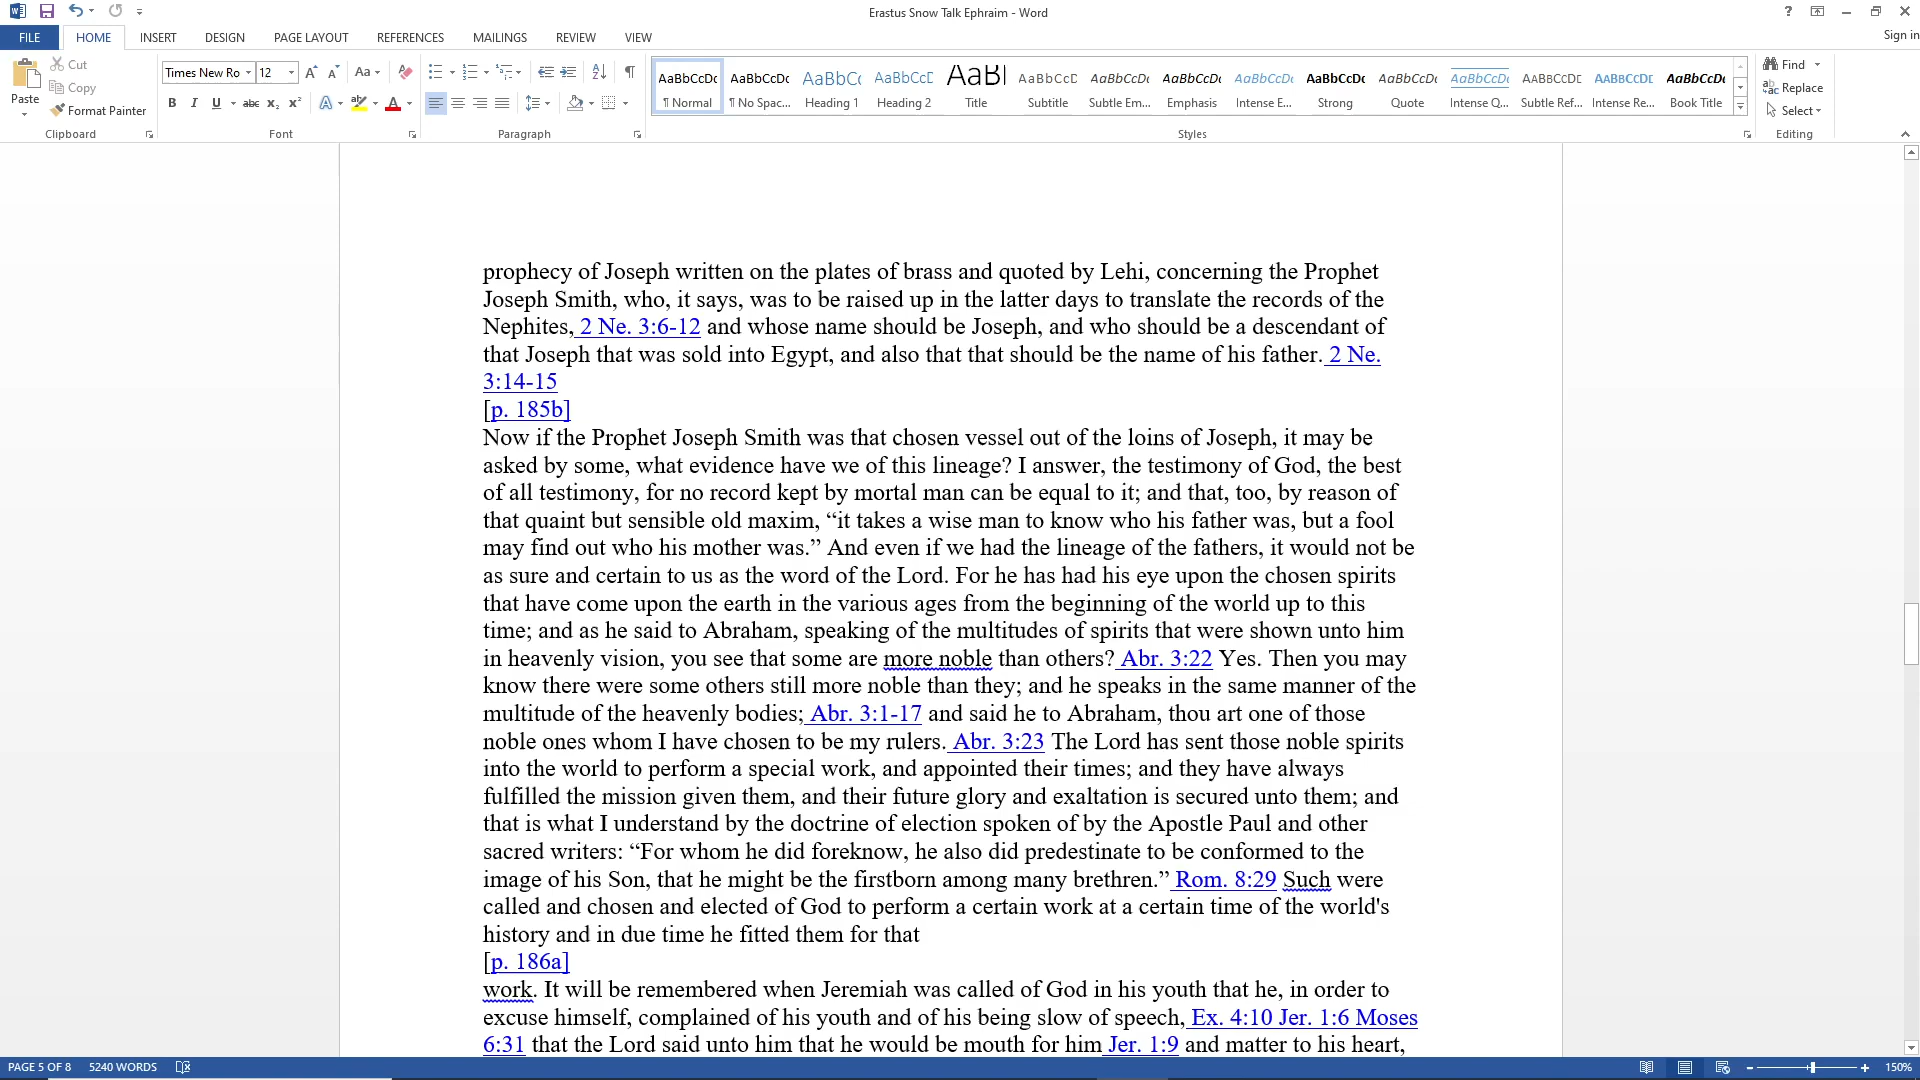 Erastus Snow Talk Ephraim - Word
?
FILE HOME INSERT DESIGN PAGE LAYOUT REFERENCES MAILINGS REVIEW VIEW
Sign in
Paste
Cut
Copy
Format Painter
Clipboard
Times New Ro 12
Aa
B I U abc x₂ x²
Font
Paragraph
AaBbCcDc AaBbCcDc AaBbCc AaBbCcD AaBl AaBbCcD AaBbCcDc AaBbCcDc AaBbCcDc AaBbCcDc AaBbCcDc AaBbCcDc AABBCCDE AABBCCDE AaBbCcDc
¶ Normal ¶ No Spac... Heading 1 Heading 2 Title Subtitle Subtle Em... Emphasis Intense E... Strong Quote Intense Q... Subtle Ref... Intense Re... Book Title
Styles
Find
Replace
Select
Editing
prophecy of Joseph written on the plates of brass and quoted by Lehi, concerning the Prophet
Joseph Smith, who, it says, was to be raised up in the latter days to translate the records of the
Nephites, 2 Ne. 3:6-12 and whose name should be Joseph, and who should be a descendant of
that Joseph that was sold into Egypt, and also that that should be the name of his father. 2 Ne.
3:14-15
[p. 185b]
Now if the Prophet Joseph Smith was that chosen vessel out of the loins of Joseph, it may be
asked by some, what evidence have we of this lineage? I answer, the testimony of God, the best
of all testimony, for no record kept by mortal man can be equal to it; and that, too, by reason of
that quaint but sensible old maxim, “it takes a wise man to know who his father was, but a fool
may find out who his mother was.” And even if we had the lineage of the fathers, it would not be
as sure and certain to us as the word of the Lord. For he has had his eye upon the chosen spirits
that have come upon the earth in the various ages from the beginning of the world up to this
time; and as he said to Abraham, speaking of the multitudes of spirits that were shown unto him
in heavenly vision, you see that some are more noble than others? Abr. 3:22 Yes. Then you may
know there were some others still more noble than they; and he speaks in the same manner of the
multitude of the heavenly bodies; Abr. 3:1-17 and said he to Abraham, thou art one of those
noble ones whom I have chosen to be my rulers. Abr. 3:23 The Lord has sent those noble spirits
into the world to perform a special work, and appointed their times; and they have always
fulfilled the mission given them, and their future glory and exaltation is secured unto them; and
that is what I understand by the doctrine of election spoken of by the Apostle Paul and other
sacred writers: “For whom he did foreknow, he also did predestinate to be conformed to the
image of his Son, that he might be the firstborn among many brethren.” Rom. 8:29 Such were
called and chosen and elected of God to perform a certain work at a certain time of the world's
history and in due time he fitted them for that
[p. 186a]
work. It will be remembered when Jeremiah was called of God in his youth that he, in order to
excuse himself, complained of his youth and of his being slow of speech, Ex. 4:10 Jer. 1:6 Moses
6:31 that the Lord said unto him that he would be mouth for him Jer. 1:9 and matter to his heart,
PAGE 5 OF 8 5240 WORDS
150%